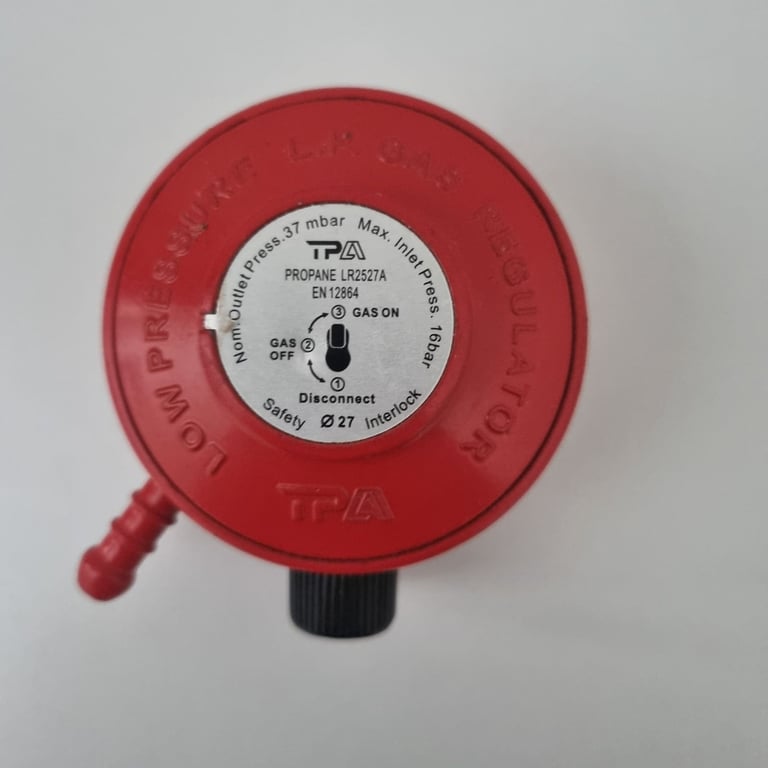 LOW PRESSURE L.P. GAS REGULATOR
Nom.Outlet Press.37 mbar Max. Inlet Press. 16bar
TPA
PROPANE LR2527A
EN 12864
③ GAS ON
GAS ②
OFF
①
Disconnect
Safety Ø 27 Interlock
TPA